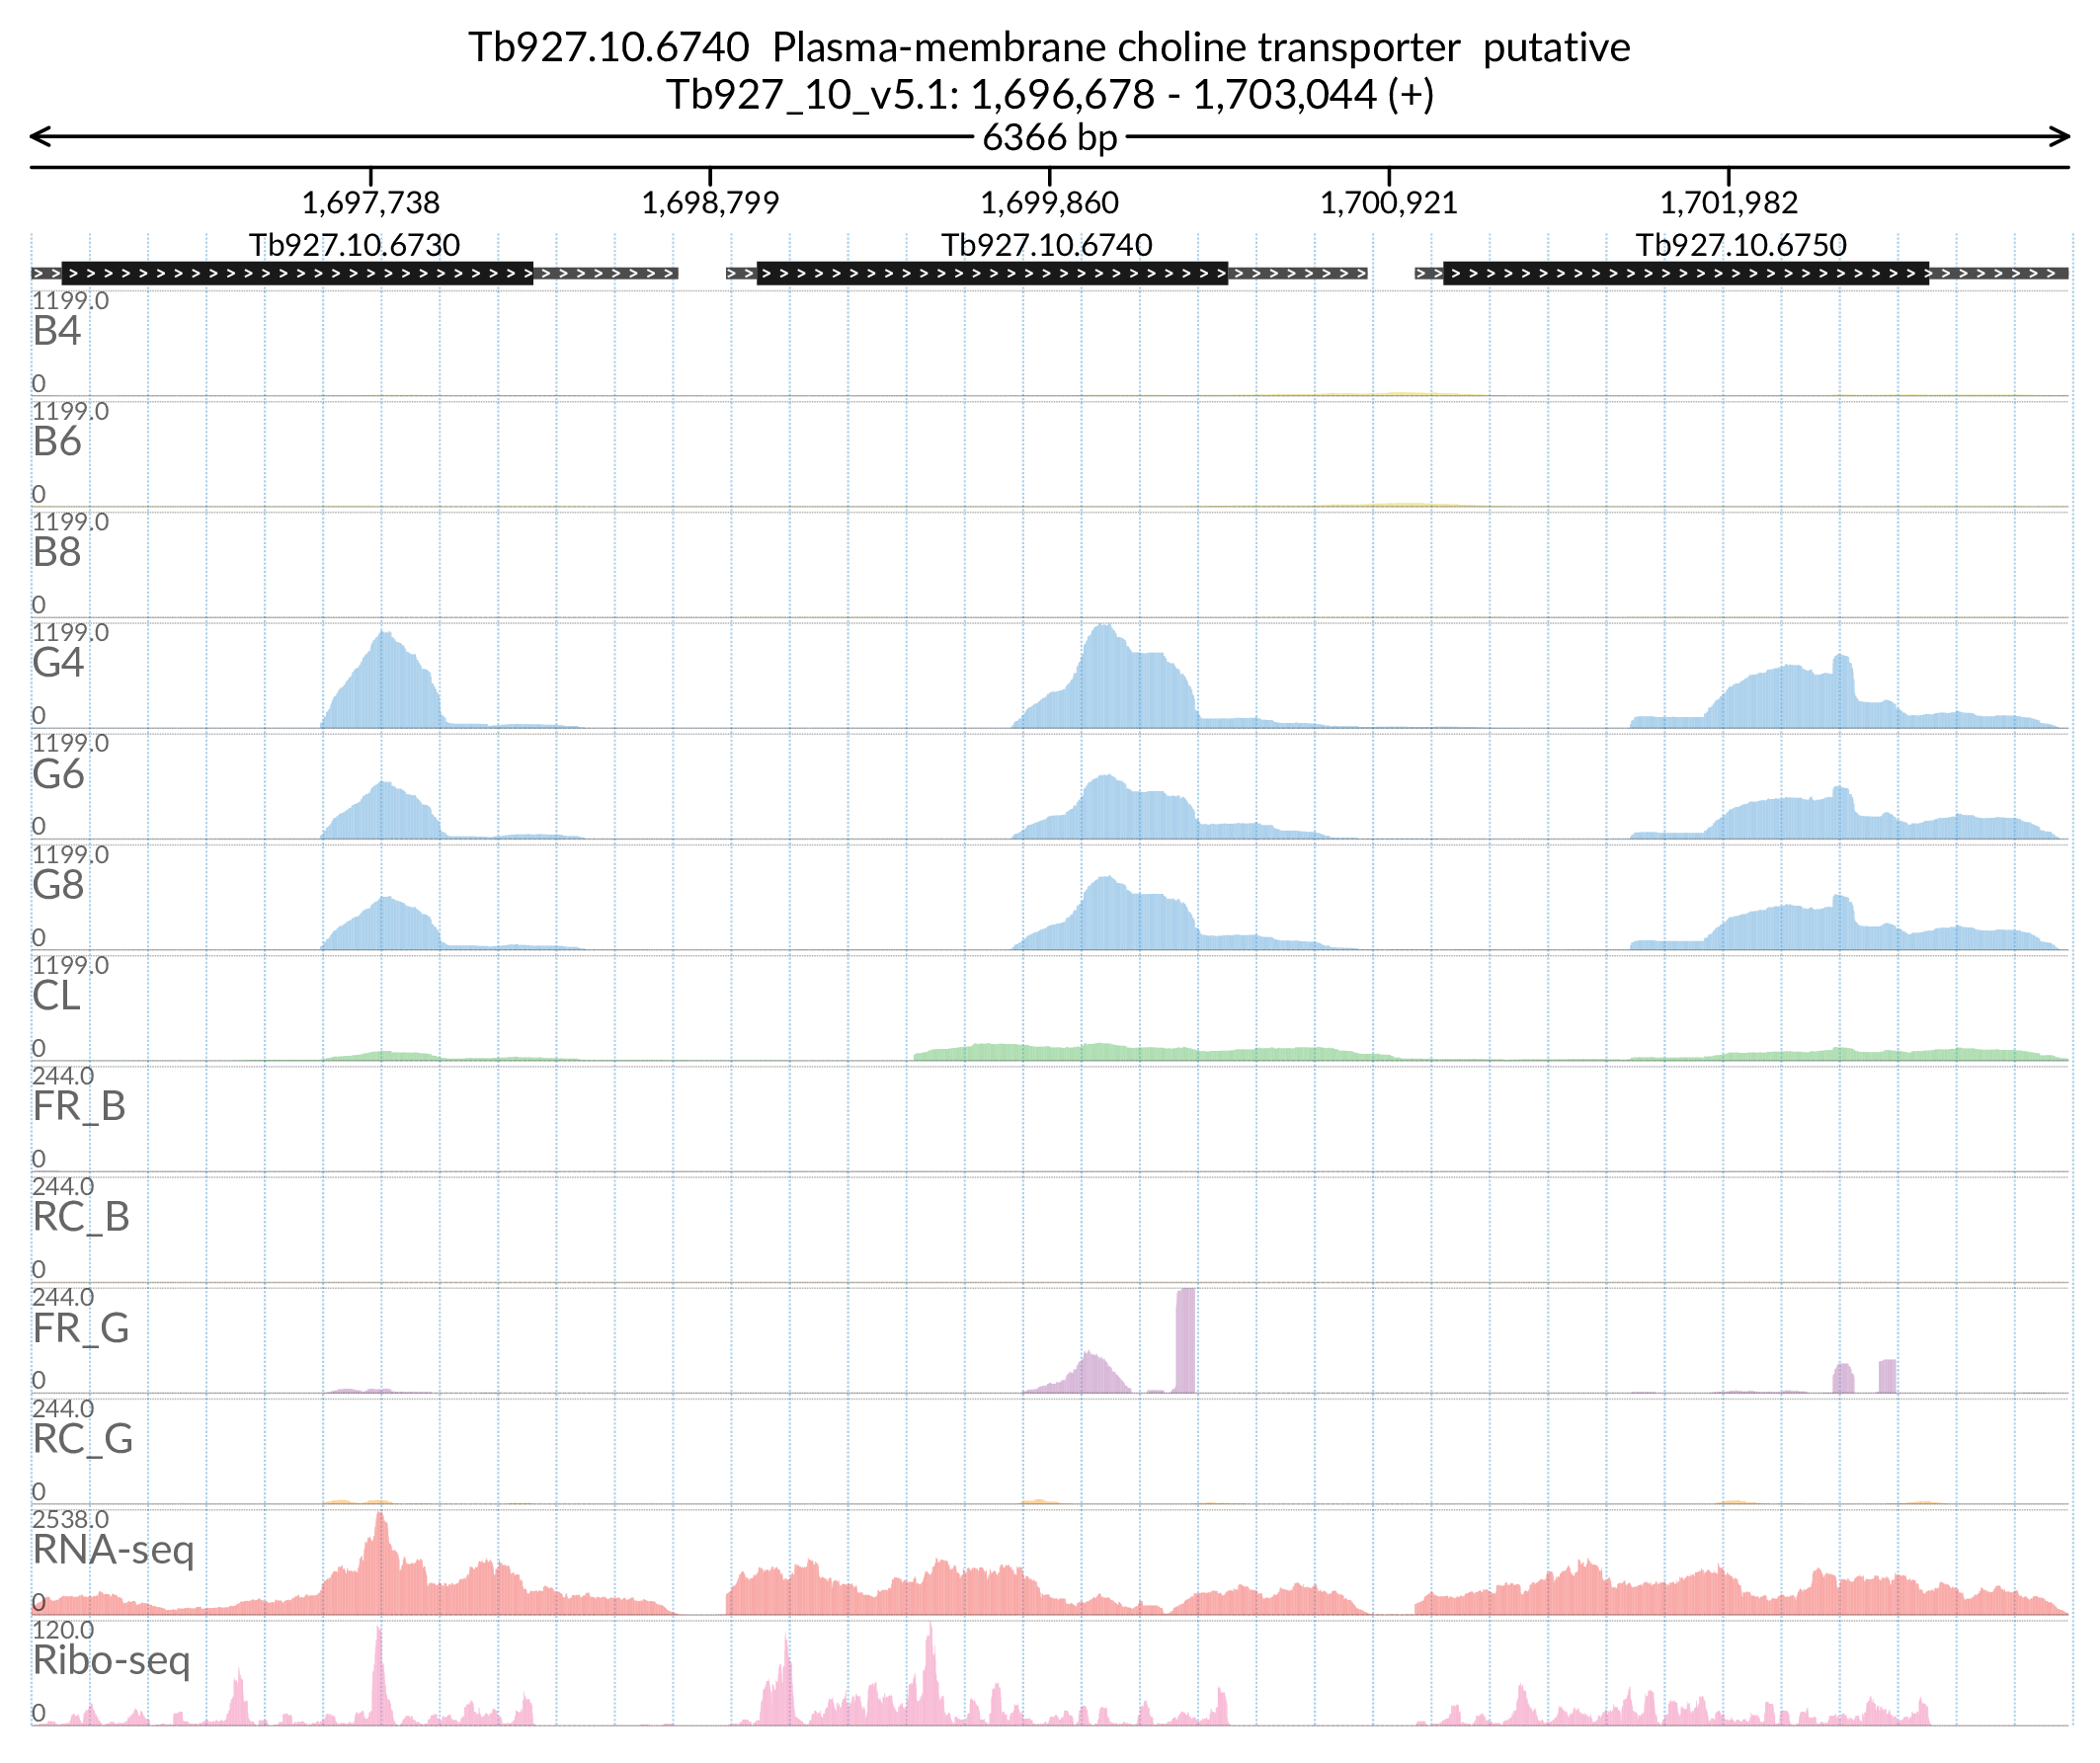 Tb927.10.6740  Plasma-membrane choline transporter  putative
Tb927_10_v5.1: 1,696,678 - 1,703,044 (+)
6366 bp
1,697,738 1,698,799 1,699,860 1,700,921 1,701,982
Tb927.10.6730 Tb927.10.6740 Tb927.10.6750
1199.0
B4
0
1199.0
B6
0
1199.0
B8
0
1199.0
G4
0
1199.0
G6
0
1199.0
G8
0
1199.0
CL
0
244.0
FR_B
0
244.0
RC_B
0
244.0
FR_G
0
244.0
RC_G
0
2538.0
RNA-seq
0
120.0
Ribo-seq
0